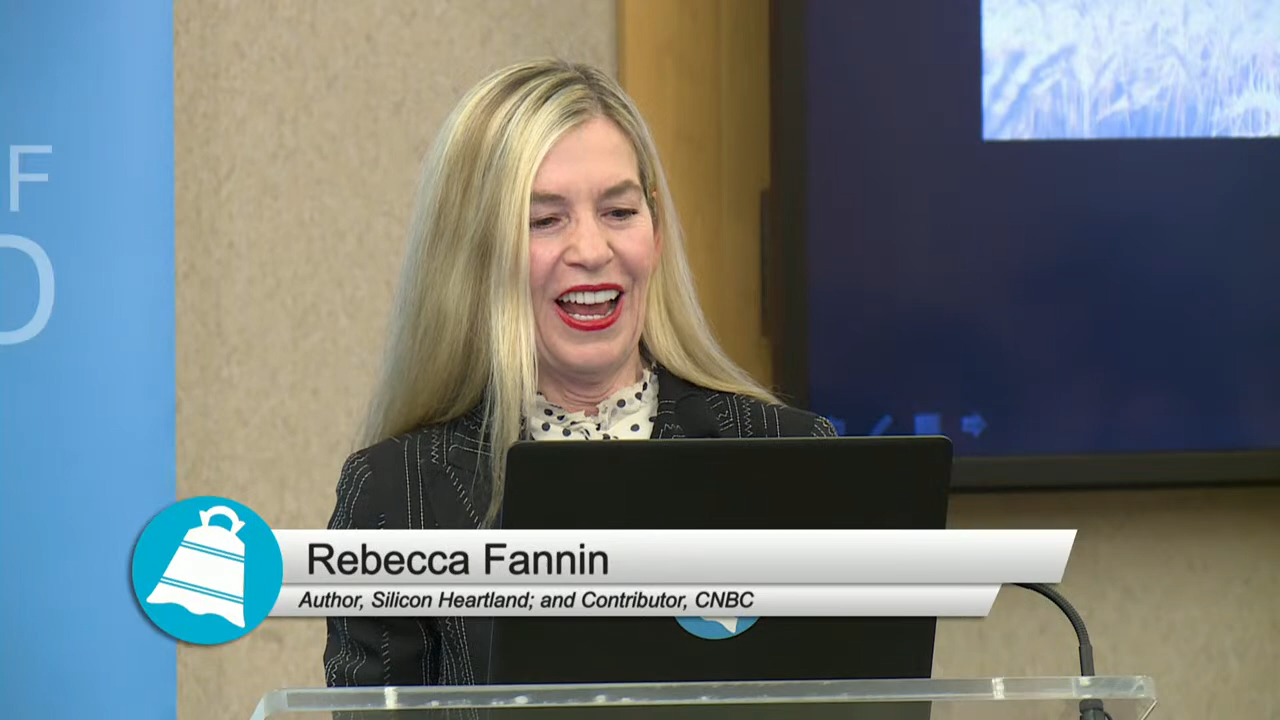 F
O
Rebecca Fannin
Author, Silicon Heartland; and Contributor, CNBC